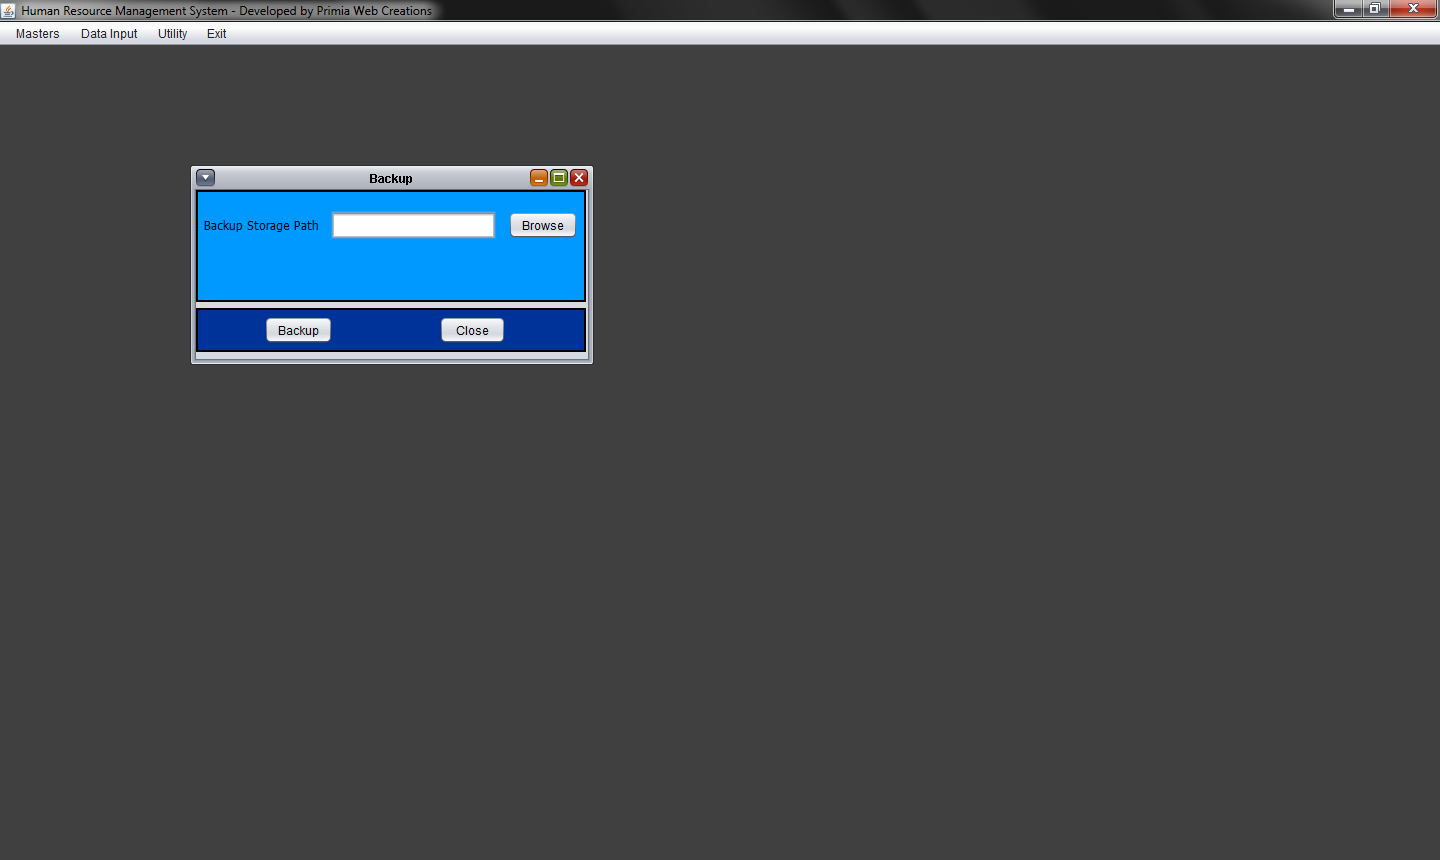 Human Resource Management System - Developed by Primia Web Creations
Masters Data Input Utility Exit
Backup
Backup Storage Path Browse
Backup Close